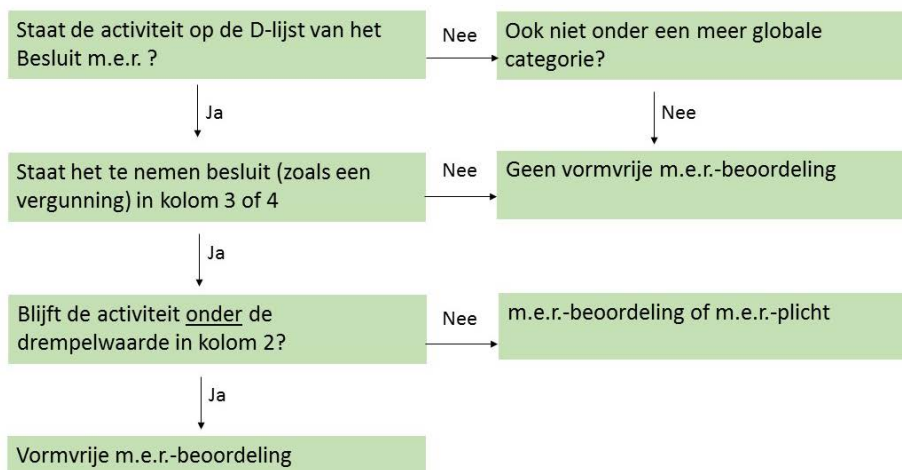 Staat de activiteit op de D-lijst van het
Besluit m.e.r. ?
Nee
Ook niet onder een meer globale
categorie?
Ja
Nee
Staat het te nemen besluit (zoals een
vergunning) in kolom 3 of 4
Nee
Geen vormvrije m.e.r.-beoordeling
Ja
Blijft de activiteit onder de
drempelwaarde in kolom 2?
Nee
m.e.r.-beoordeling of m.e.r.-plicht
Ja
Vormvrije m.e.r.-beoordeling